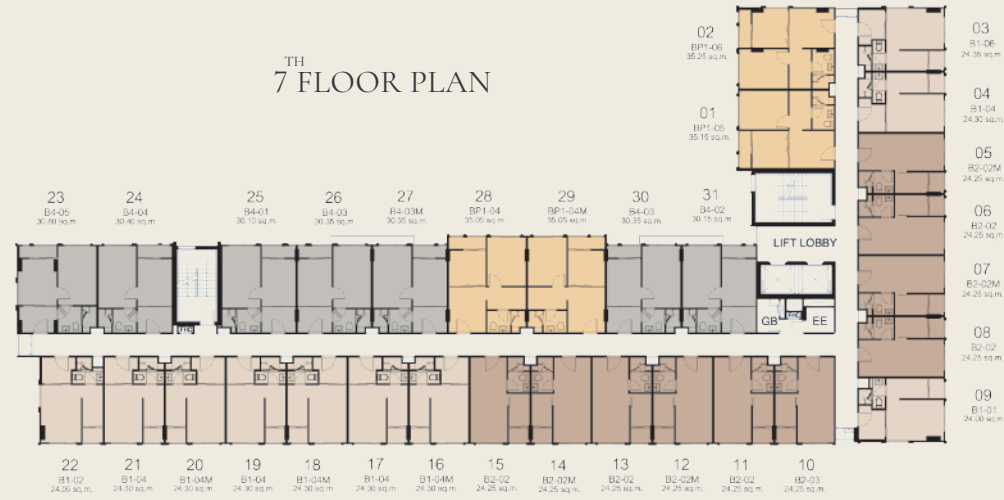 TH
7 FLOOR PLAN
02
BP1-06
35.25 sq.m.
01
BP1-05
35.16 sq.m.
03
B1-06
24.35 sq.m.
04
B1-04
24.30 sq.m.
05
B2-02M
24.25 sq.m.
06
B2-02
24.25 sq.m.
07
B2-02M
24.25 sq.m.
08
B2-02
24.25 sq.m.
09
B1-01
24.00 sq.m.
23 24 25 26 27 28 29 30 31
B4-05 B4-04 B4-01 B4-03 B4-03M BP1-04 BP1-04M B4-03 B4-02
30.10 sq.m. 30.35 sq.m. 30.35 sq.m. 35.05 sq.m. 35.05 sq.m. 30.35 sq.m. 30.15 sq.m.
LIFT LOBBY
GB EE
22 21 20 19 18 17 16 15 14 13 12 11 10
B1-02 B1-04 B1-04M B1-04 B1-04M B1-04 B1-04M B2-02 B2-02M B2-02 B2-02M B2-02 B2-03
24.05 sq.m. 24.30 sq.m. 24.30 sq.m. 24.30 sq.m. 24.30 sq.m. 24.30 sq.m. 24.30 sq.m. 24.25 sq.m. 24.25 sq.m. 24.25 sq.m. 24.25 sq.m. 24.25 sq.m. 24.25 sq.m.